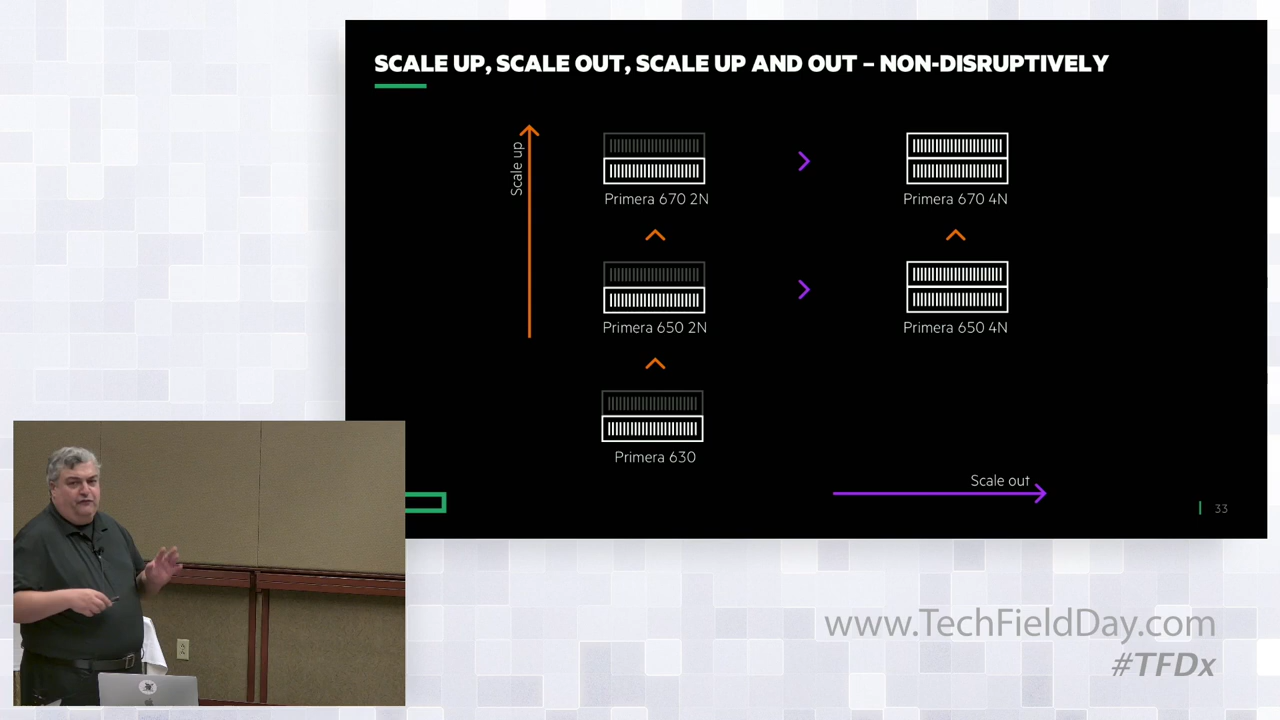 SCALE UP, SCALE OUT, SCALE UP AND OUT – NON-DISRUPTIVELY
Scale up
Primera 670 2N
Primera 670 4N
Primera 650 2N
Primera 650 4N
Primera 630
Scale out
33
www.TechFieldDay.com
#TFDx